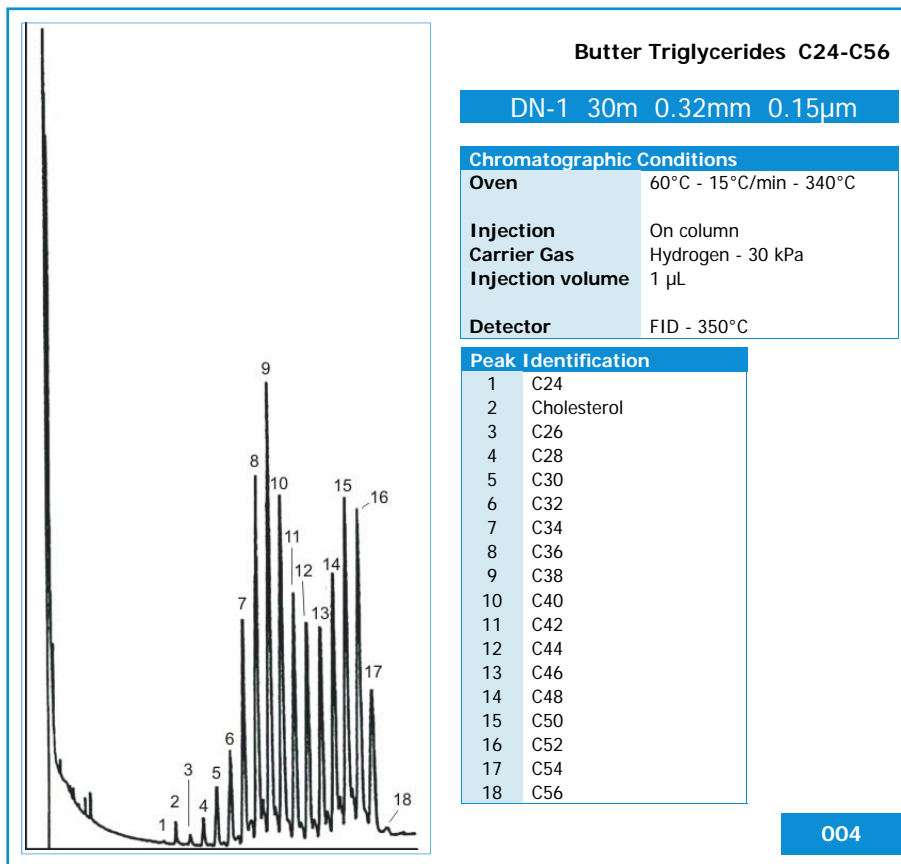 Butter Triglycerides C24-C56
DN-1 30m 0.32mm 0.15µm
Chromatographic Conditions
Oven 60°C - 15°C/min - 340°C
Injection On column
Carrier Gas Hydrogen - 30 kPa
Injection volume 1 µL
Detector FID - 350°C
Peak Identification
1 C24
2 Cholesterol
3 C26
4 C28
5 C30
6 C32
7 C34
8 C36
9 C38
10 C40
11 C42
12 C44
13 C46
14 C48
15 C50
16 C52
17 C54
18 C56
004
1
2
3
4
5
6
7
8
9
10
11
12
13
14
15
16
17
18